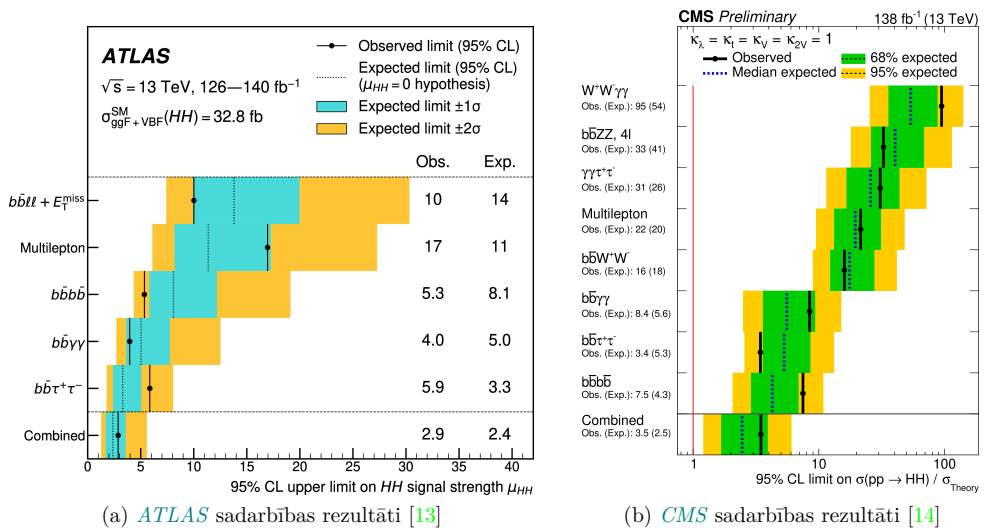 ATLAS
√s = 13 TeV, 126—140 fb⁻¹
σ^SM_ggF+VBF(HH) = 32.8 fb
Observed limit (95% CL)
Expected limit (95% CL)
(μ_HH = 0 hypothesis)
Expected limit ±1σ
Expected limit ±2σ
Obs. Exp.
bb̄ℓℓ + E_T^miss 10 14
Multilepton 17 11
bb̄bb̄ 5.3 8.1
bb̄γγ 4.0 5.0
bb̄τ⁺τ⁻ 5.9 3.3
Combined 2.9 2.4
0 5 10 15 20 25 30 35 40
95% CL upper limit on HH signal strength μ_HH
(a) ATLAS sadarbības rezultāti [13]
CMS Preliminary 138 fb⁻¹ (13 TeV)
κ_λ = κ_t = κ_V = κ_2V = 1
Observed 68% expected
Median expected 95% expected
W⁺W⁻γγ
Obs. (Exp.): 95 (54)
bb̄ZZ, 4l
Obs. (Exp.): 33 (41)
γγτ⁺τ⁻
Obs. (Exp.): 31 (26)
Multilepton
Obs. (Exp.): 22 (20)
bb̄W⁺W⁻
Obs. (Exp.): 16 (18)
bb̄γγ
Obs. (Exp.): 8.4 (5.6)
bb̄τ⁺τ⁻
Obs. (Exp.): 3.4 (5.3)
bb̄bb̄
Obs. (Exp.): 7.5 (4.3)
Combined
Obs. (Exp.): 3.5 (2.5)
1 10 100
95% CL limit on σ(pp → HH) / σ_Theory
(b) CMS sadarbības rezultāti [14]